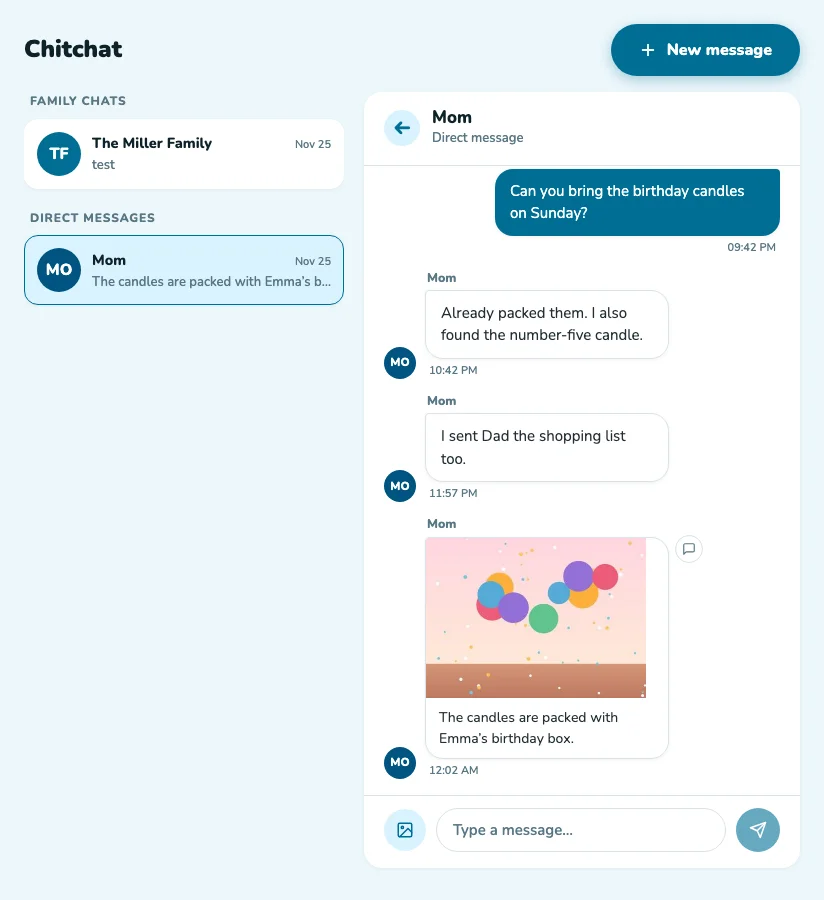 Chitchat
New message
FAMILY CHATS
TF
The Miller Family
Nov 25
test
DIRECT MESSAGES
MO
Mom
Nov 25
The candles are packed with Emma's b...
Mom
Direct message
Can you bring the birthday candles
on Sunday?
09:42 PM
Mom
Already packed them. I also
found the number-five candle.
MO
10:42 PM
Mom
I sent Dad the shopping list
too.
MO
11:57 PM
Mom
The candles are packed with
Emma's birthday box.
MO
12:02 AM
Type a message...